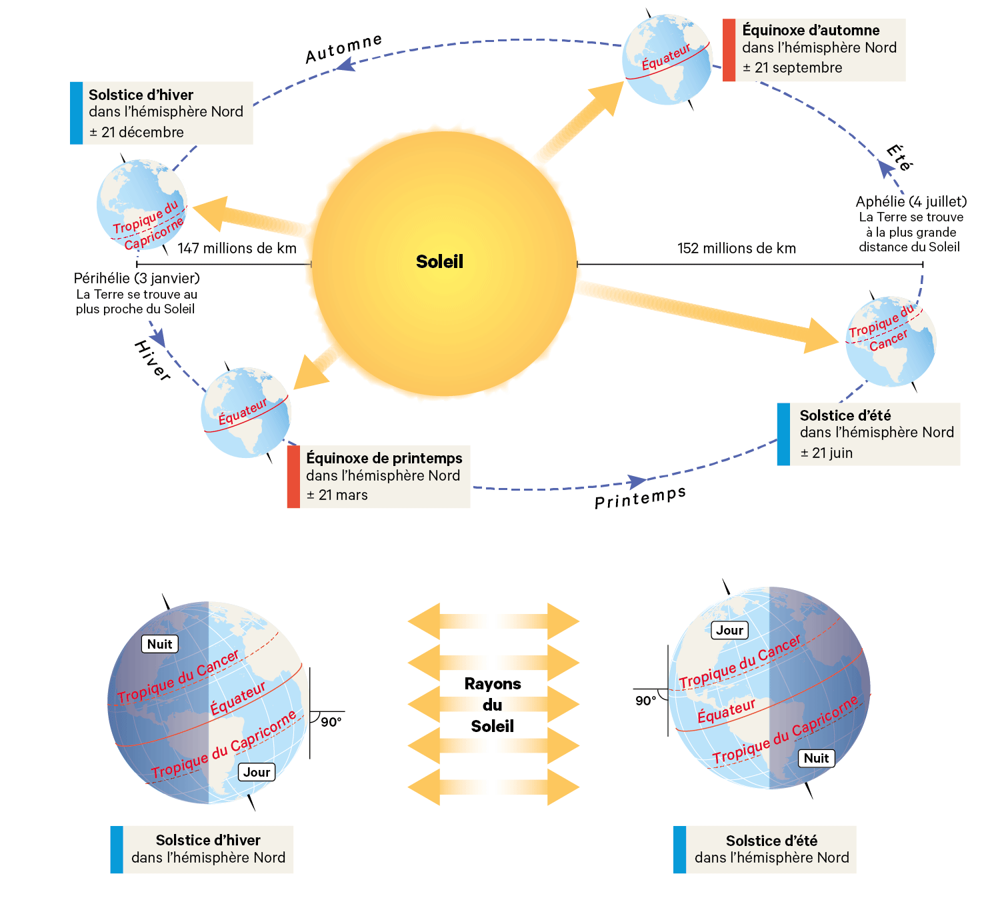 Automne
Équinoxe d’automne
dans l’hémisphère Nord
± 21 septembre
Équateur
Solstice d’hiver
dans l’hémisphère Nord
± 21 décembre
Été
Tropique du
Capricorne
Aphélie (4 juillet)
La Terre se trouve
à la plus grande
distance du Soleil
147 millions de km
Soleil
152 millions de km
Périhélie (3 janvier)
La Terre se trouve au
plus proche du Soleil
Tropique du
Cancer
Hiver
Équateur
Solstice d’été
dans l’hémisphère Nord
± 21 juin
Équinoxe de printemps
dans l’hémisphère Nord
± 21 mars
Printemps
Nuit
Tropique du Cancer
Équateur
Tropique du Capricorne
90°
Jour
Rayons
du
Soleil
Jour
Tropique du Cancer
90°
Équateur
Tropique du Capricorne
Nuit
Solstice d’hiver
dans l’hémisphère Nord
Solstice d’été
dans l’hémisphère Nord